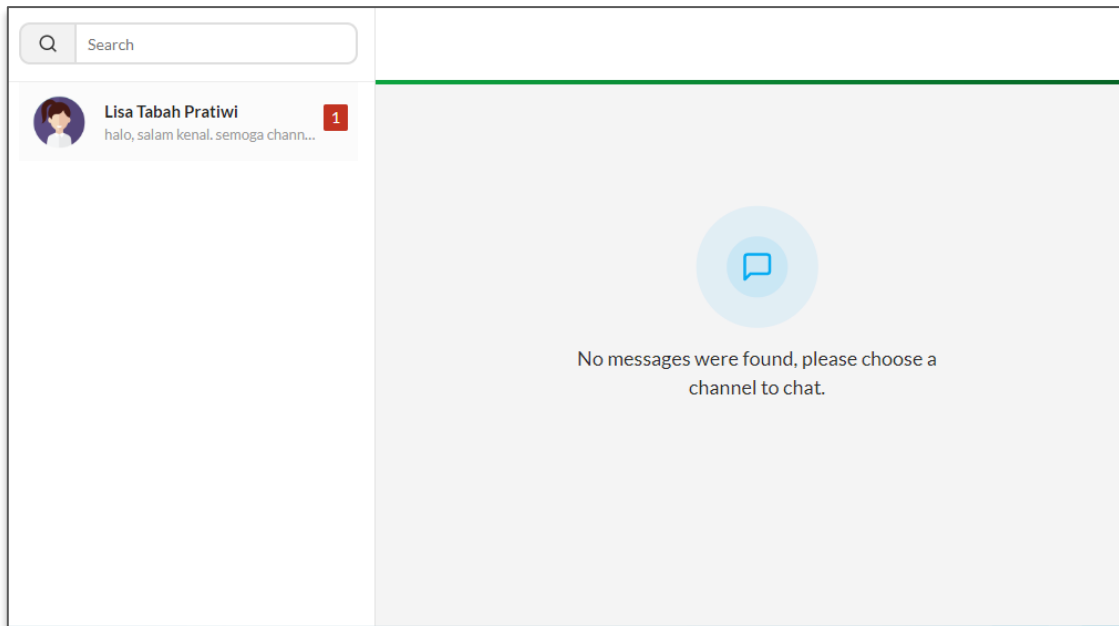 Search
Lisa Tabah Pratiwi
1
halo, salam kenal. semoga chann...
No messages were found, please choose a
channel to chat.